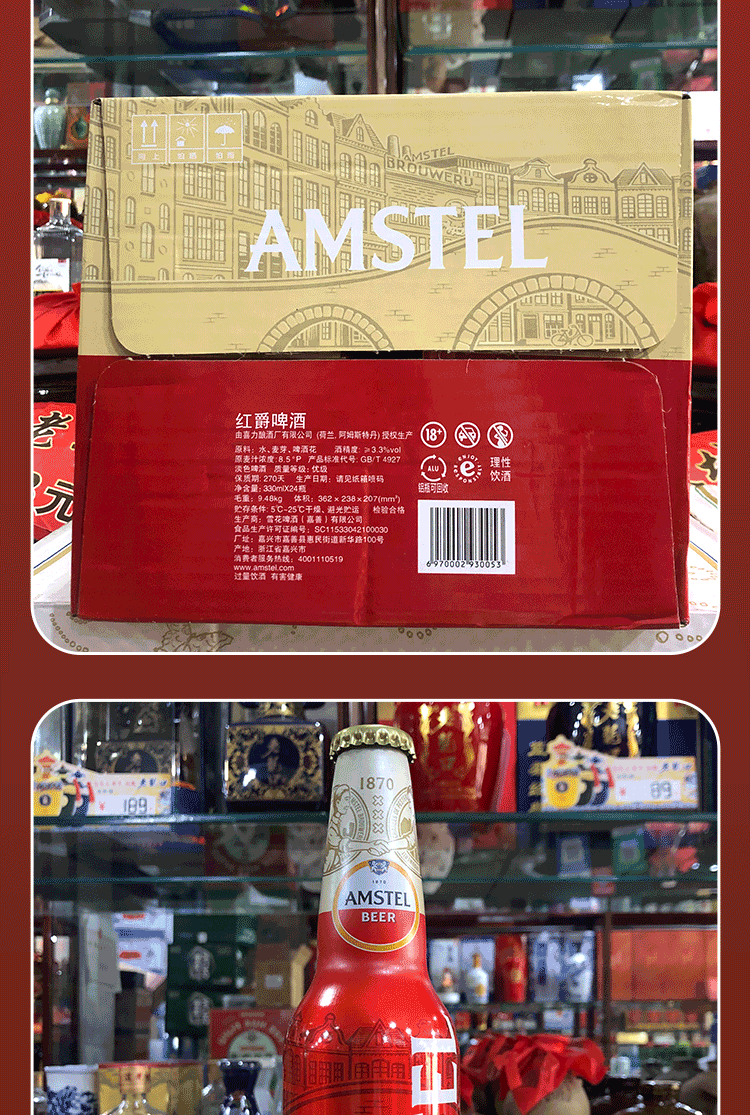 向上 怕晒 怕雨
AMSTEL
BROUWERIJ
AMSTEL
红爵啤酒
由喜力酿酒厂有限公司 (荷兰, 阿姆斯特丹) 授权生产
原料：水、麦芽、啤酒花 酒精度: ≥3.3%vol
原麦汁浓度: 8.5°P 产品标准代号: GB/T 4927
淡色啤酒 质量等级: 优级
保质期: 270天 生产日期：请见纸箱喷码
净含量: 330mlX24瓶
毛重: 9.48kg 体积: 362×238×207(mm³)
贮存条件: 5℃-25℃干燥、避光贮运 检验合格
生产商：雪花啤酒（嘉善）有限公司
食品生产许可证编号：SC11533042100030
厂址：嘉兴市嘉善县惠民街道新华路100号
产地：浙江省嘉兴市
消费者服务热线：4001110519
www.amstel.com
过量饮酒 有害健康
18+
ALU
铝瓶可回收
ENJOY
理性
饮酒
6 970002 930053
老
元
189
89
1870
1870
AMSTEL
BEER